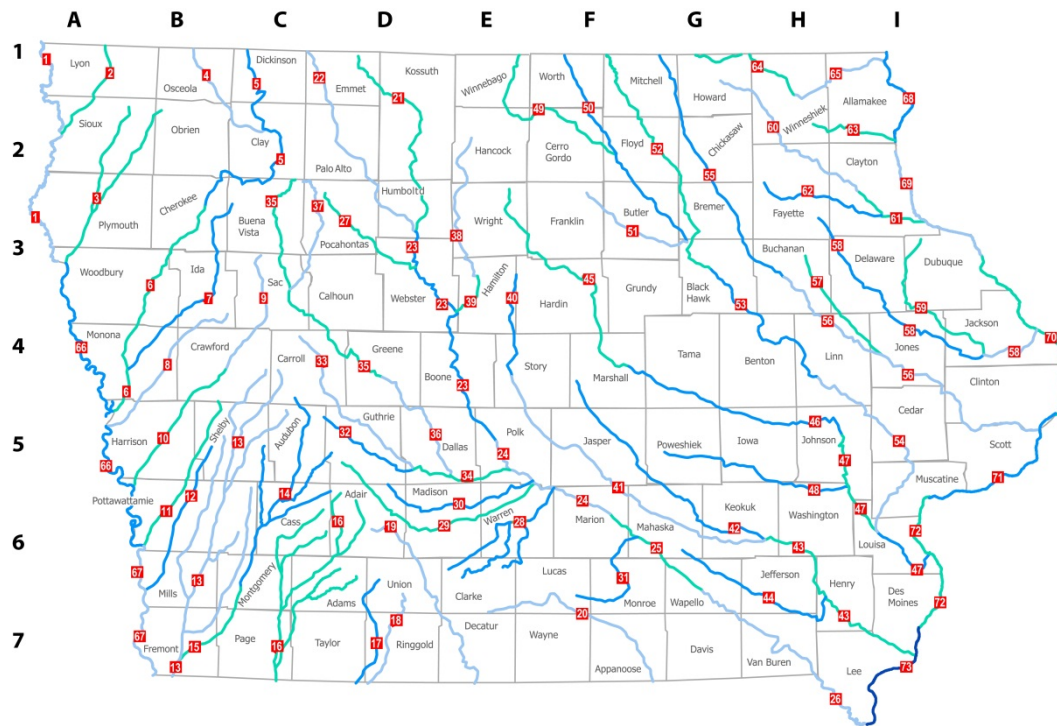 A B C D E F G H I
1
Lyon Osceola Dickinson Emmet Kossuth Winnebago Worth Mitchell Howard Winneshiek Allamakee
1 2 4 5 22 21 49 50 64 65 68
2
Sioux Obrien Clay Palo Alto Hancock Cerro Gordo Floyd Chickasaw Clayton
5 52 60 63
Humboltd
1 3 35 37 27 38 55 62 69 61
Plymouth Cherokee Buena Vista Pocahontas Wright Franklin Butler Bremer Fayette
51 23 58
3
Woodbury Ida Sac Calhoun Webster Hamilton Hardin Grundy Black Hawk Buchanan Delaware Dubuque
6 7 9 23 39 40 45 53 57 59
4
Monona Crawford Carroll Greene Boone Story Marshall Tama Benton Linn Jones Jackson Clinton
66 8 33 35 56 58 58 70
6 23 56
5
Harrison Shelby Audubon Guthrie Dallas Polk Jasper Poweshiek Iowa Johnson Cedar Scott
10 13 32 36 24 46 54
66 34 47
Pottawattamie Cass Adair Madison Warren Marion Mahaska Keokuk Washington Muscatine Louisa
11 12 14 30 24 41 48 71
16 19 29 28 42 47 72
6
25 43
67 Mills 13 Montgomery Adams Union Clarke Lucas Monroe Wapello Jefferson Henry Des Moines
31 44 47
43 72
7
67 Fremont Page Taylor Ringgold Decatur Wayne Appanoose Davis Van Buren Lee
13 15 16 17 18 20 26 73